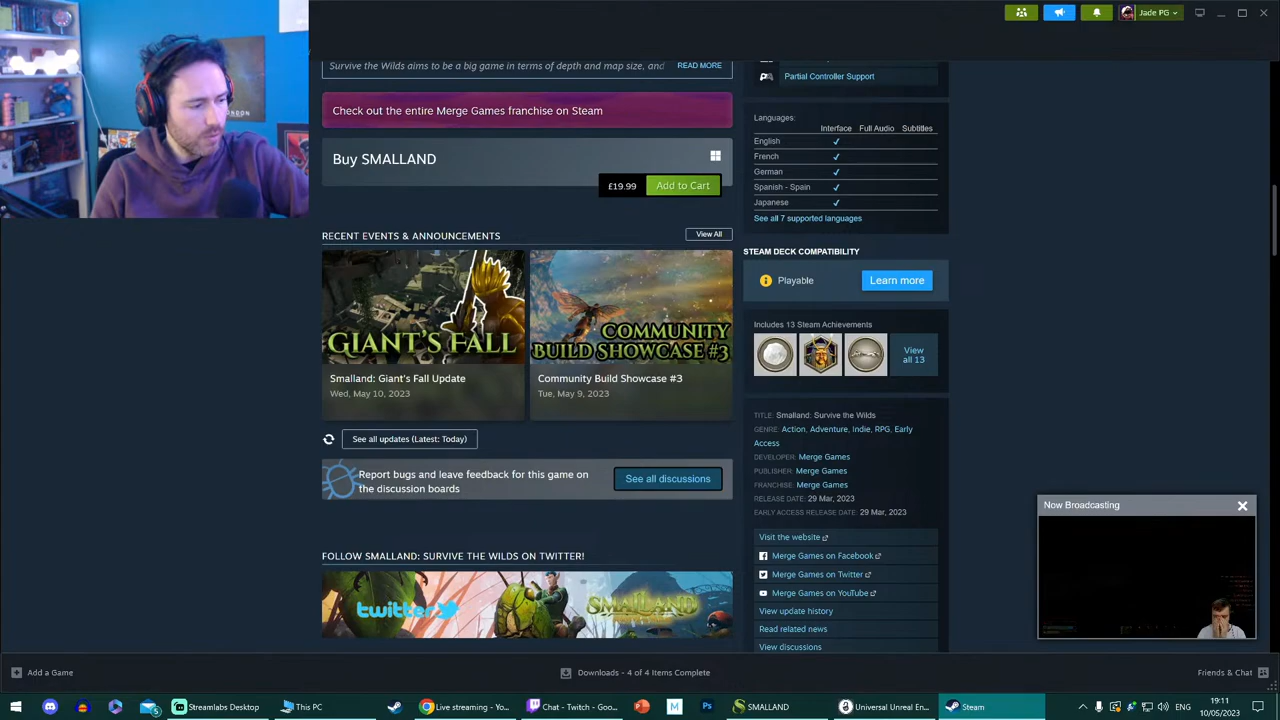 Jade PG
Survive the Wilds aims to be a big game in terms of depth and map size, and
READ MORE
Partial Controller Support
Check out the entire Merge Games franchise on Steam
Buy SMALLAND
£19.99
Add to Cart
Languages:
Interface Full Audio Subtitles
English ✓
French ✓
German ✓
Spanish - Spain ✓
Japanese ✓
See all 7 supported languages
RECENT EVENTS & ANNOUNCEMENTS
View All
GIANT'S FALL
Smalland: Giant's Fall Update
Wed, May 10, 2023
COMMUNITY
BUILD SHOWCASE #3
Community Build Showcase #3
Tue, May 9, 2023
STEAM DECK COMPATIBILITY
Playable
Learn more
Includes 13 Steam Achievements
View
all 13
See all updates (Latest: Today)
Report bugs and leave feedback for this game on
the discussion boards
See all discussions
TITLE: Smalland: Survive the Wilds
GENRE: Action, Adventure, Indie, RPG, Early
Access
DEVELOPER: Merge Games
PUBLISHER: Merge Games
FRANCHISE: Merge Games
RELEASE DATE: 29 Mar, 2023
EARLY ACCESS RELEASE DATE: 29 Mar, 2023
Visit the website
Merge Games on Facebook
Merge Games on Twitter
Merge Games on YouTube
View update history
Read related news
View discussions
FOLLOW SMALLAND: SURVIVE THE WILDS ON TWITTER!
twitter
SMALLAND
Now Broadcasting
Add a Game
Downloads - 4 of 4 Items Complete
Friends & Chat
Streamlabs Desktop
This PC
Live streaming - Yo...
Chat - Twitch - Goo...
SMALLAND
Universal Unreal En...
Steam
ENG
19:11
10/05/2023